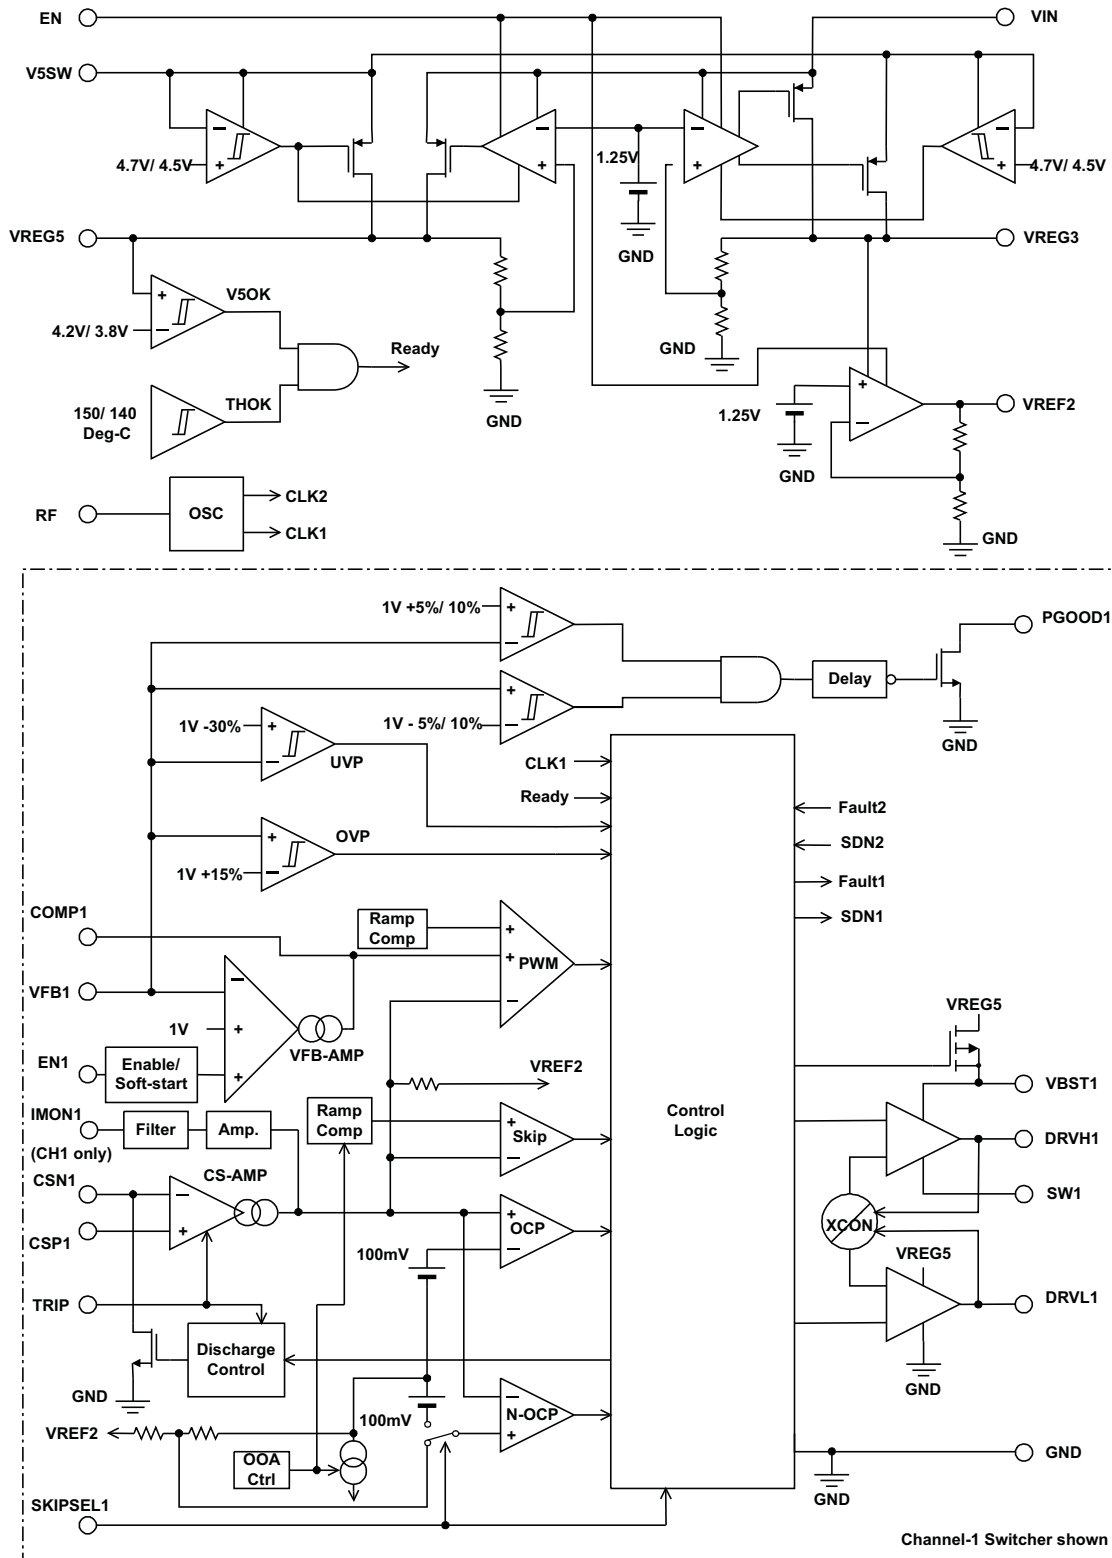 EN
VIN
V5SW
4.7V/ 4.5V
1.25V
4.7V/ 4.5V
GND
VREG5
VREG3
V5OK
4.2V/ 3.8V
Ready
GND
GND
THOK
150/ 140
Deg-C
1.25V
VREF2
GND
RF
OSC
CLK2
CLK1
GND
1V +5%/ 10%
PGOOD1
Delay
1V -30%
1V - 5%/ 10%
GND
UVP
CLK1
Ready
OVP
Fault2
SDN2
1V +15%
Fault1
SDN1
COMP1
Ramp
Comp
PWM
VFB1
1V
VFB-AMP
VREG5
EN1
Enable/
Soft-start
VREF2
VBST1
IMON1
Filter
Amp.
Ramp
Comp
Skip
Control
Logic
DRVH1
(CH1 only)
CS-AMP
CSN1
SW1
CSP1
OCP
XCON
100mV
VREG5
TRIP
DRVL1
Discharge
Control
GND
GND
100mV
N-OCP
VREF2
OOA
Ctrl
GND
GND
SKIPSEL1
Channel-1 Switcher shown